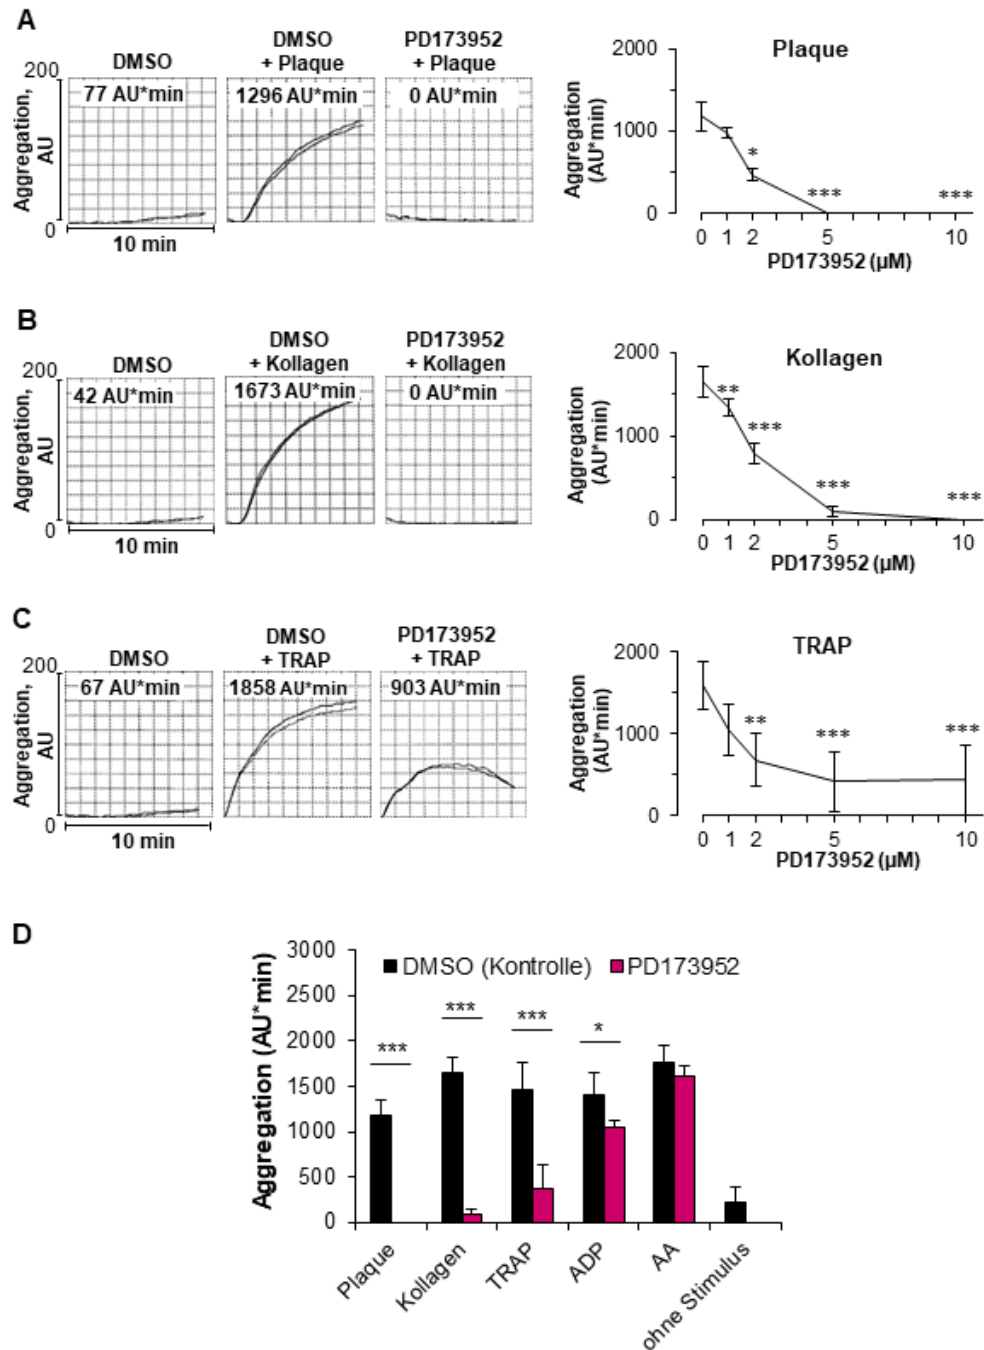 A
DMSO
DMSO
+ Plaque
PD173952
+ Plaque
Aggregation,
AU
200
0
77 AU*min
1296 AU*min
0 AU*min
10 min
Plaque
Aggregation
(AU*min)
2000
1000
0
*
***
***
0 1 2 5 10
PD173952 (µM)
B
DMSO
DMSO
+ Kollagen
PD173952
+ Kollagen
Aggregation,
AU
200
0
42 AU*min
1673 AU*min
0 AU*min
10 min
Kollagen
Aggregation
(AU*min)
2000
1000
0
**
***
***
***
0 1 2 5 10
PD173952 (µM)
C
DMSO
DMSO
+ TRAP
PD173952
+ TRAP
Aggregation,
AU
200
0
67 AU*min
1858 AU*min
903 AU*min
10 min
TRAP
Aggregation
(AU*min)
2000
1000
0
**
***
***
0 1 2 5 10
PD173952 (µM)
D
Aggregation (AU*min)
3000
2500
2000
1500
1000
500
0
DMSO (Kontrolle) PD173952
***
***
***
*
Plaque
Kollagen
TRAP
ADP
AA
ohne Stimulus